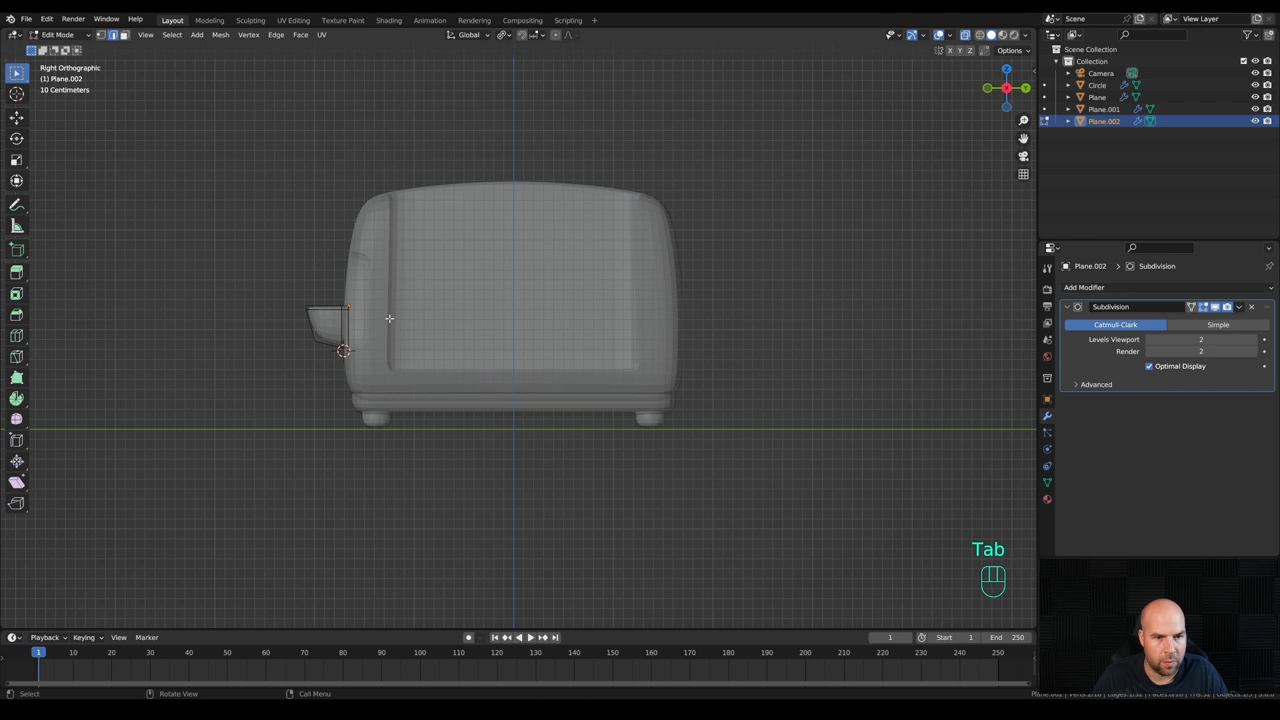 File Edit Render Window Help Layout Modeling Sculpting UV Editing Texture Paint Shading Animation Rendering Compositing Scripting + Scene View Layer
Edit Mode View Select Add Mesh Vertex Edge Face UV Global
X Y Z Options
Right Orthographic
(1) Plane.002
10 Centimeters
Z
X
Y
Scene Collection
Collection
Camera
Circle
Plane
Plane.001
Plane.002
Plane.002 Subdivision
Add Modifier
Subdivision
Catmull-Clark Simple
Levels Viewport 2
Render 2
Optimal Display
Advanced
Tab
Playback Keying View Marker 1 Start 1 End 250
1 10 20 30 40 50 60 70 80 90 100 110 120 130 140 150 160 170 180 190 200 210 220 230 240 250
Select Rotate View Call Menu